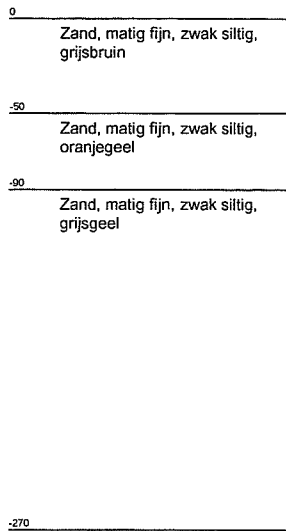 0
Zand, matig fijn, zwak siltig,
grijsbruin
-50
Zand, matig fijn, zwak siltig,
oranjegeel
-90
Zand, matig fijn, zwak siltig,
grijsgeel
-270